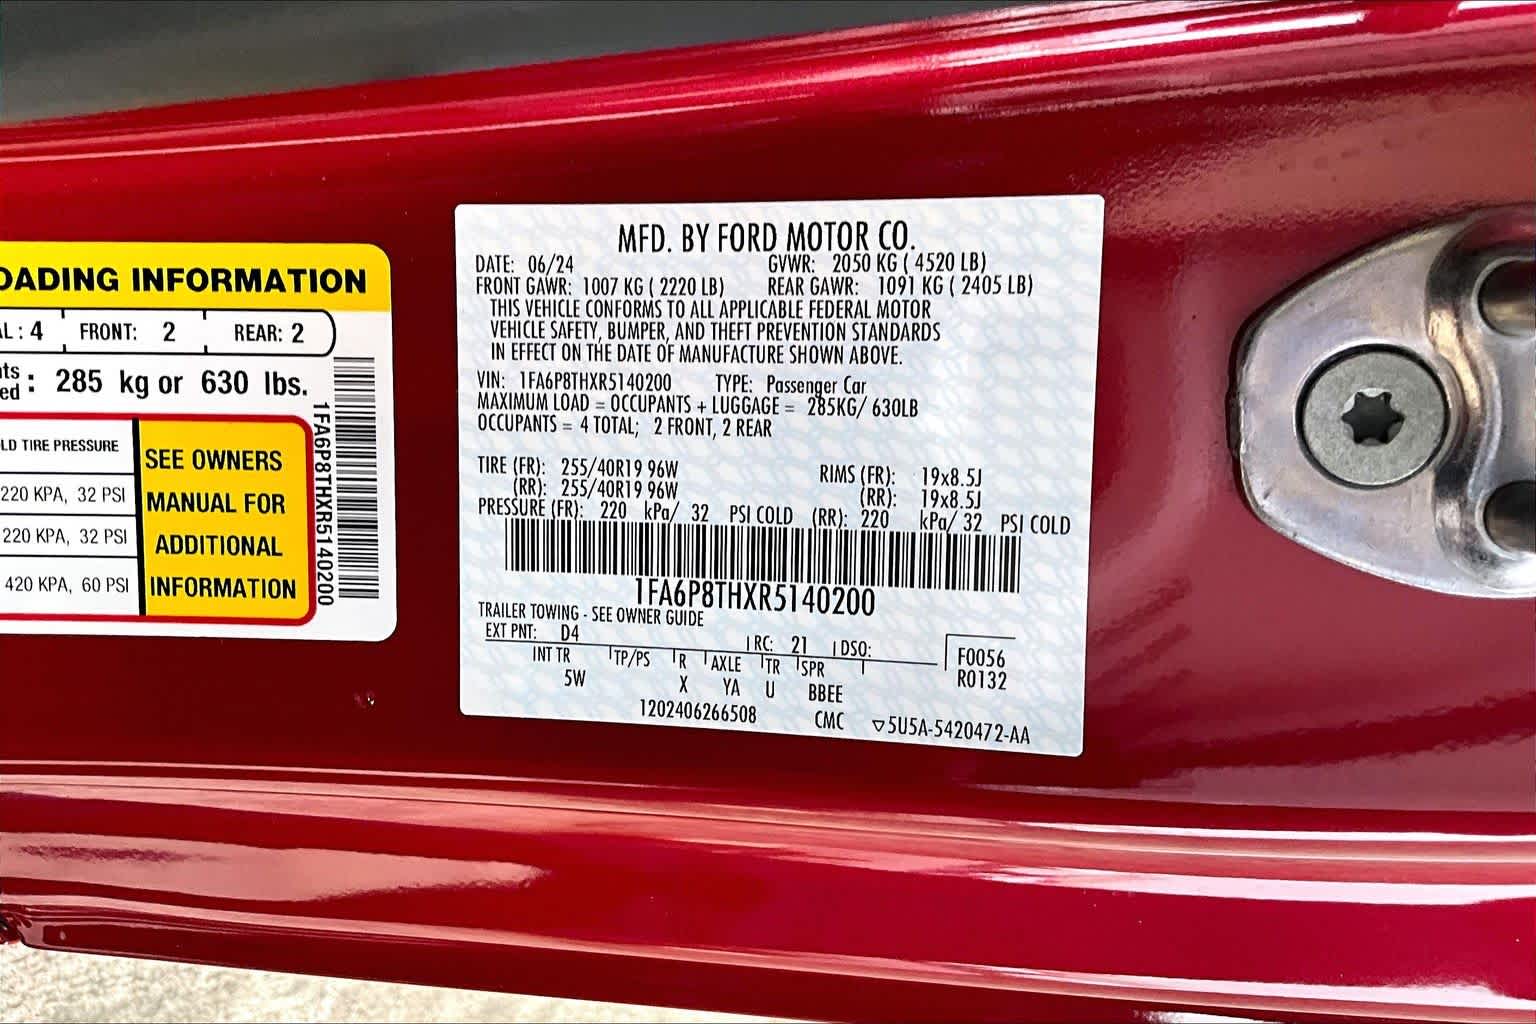 OADING INFORMATION
AL : 4 FRONT: 2 REAR: 2
nts
ed : 285 kg or 630 lbs.
LD TIRE PRESSURE
220 KPA, 32 PSI
220 KPA, 32 PSI
420 KPA, 60 PSI
SEE OWNERS
MANUAL FOR
ADDITIONAL
INFORMATION
1FA6P8THXR5140200
MFD. BY FORD MOTOR CO.
DATE: 06/24 GVWR: 2050 KG ( 4520 LB)
FRONT GAWR: 1007 KG ( 2220 LB) REAR GAWR: 1091 KG ( 2405 LB)
THIS VEHICLE CONFORMS TO ALL APPLICABLE FEDERAL MOTOR
VEHICLE SAFETY, BUMPER, AND THEFT PREVENTION STANDARDS
IN EFFECT ON THE DATE OF MANUFACTURE SHOWN ABOVE.
VIN: 1FA6P8THXR5140200 TYPE: Passenger Car
MAXIMUM LOAD = OCCUPANTS + LUGGAGE = 285KG/ 630LB
OCCUPANTS = 4 TOTAL; 2 FRONT, 2 REAR
TIRE (FR): 255/40R19 96W RIMS (FR): 19x8.5J
(RR): 255/40R19 96W (RR): 19x8.5J
PRESSURE (FR): 220 kPa/ 32 PSI COLD (RR): 220 kPa/ 32 PSI COLD
1FA6P8THXR5140200
TRAILER TOWING - SEE OWNER GUIDE
EXT PNT: D4 RC: 21 DSO:
INT TR TP/PS R AXLE TR SPR
5W X YA U BBEE
F0056
R0132
1202406266508 CMC ▽5U5A-5420472-AA